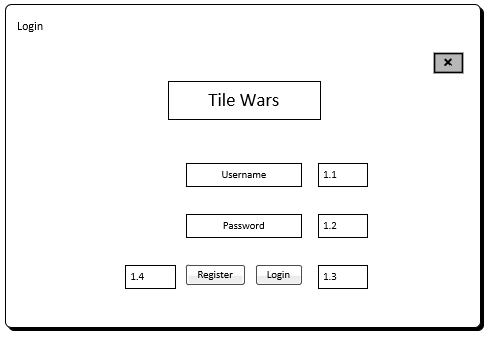 Login
×
Tile Wars
Username 1.1
Password 1.2
1.4 Register Login 1.3